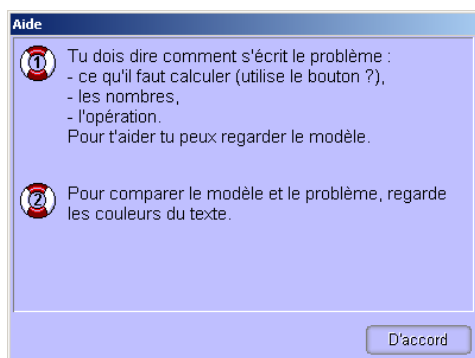 Aide
1 Tu dois dire comment s'écrit le problème :
- ce qu'il faut calculer (utilise le bouton ?),
- les nombres,
- l'opération.
Pour t'aider tu peux regarder le modèle.
2 Pour comparer le modèle et le problème, regarde
les couleurs du texte.
D'accord